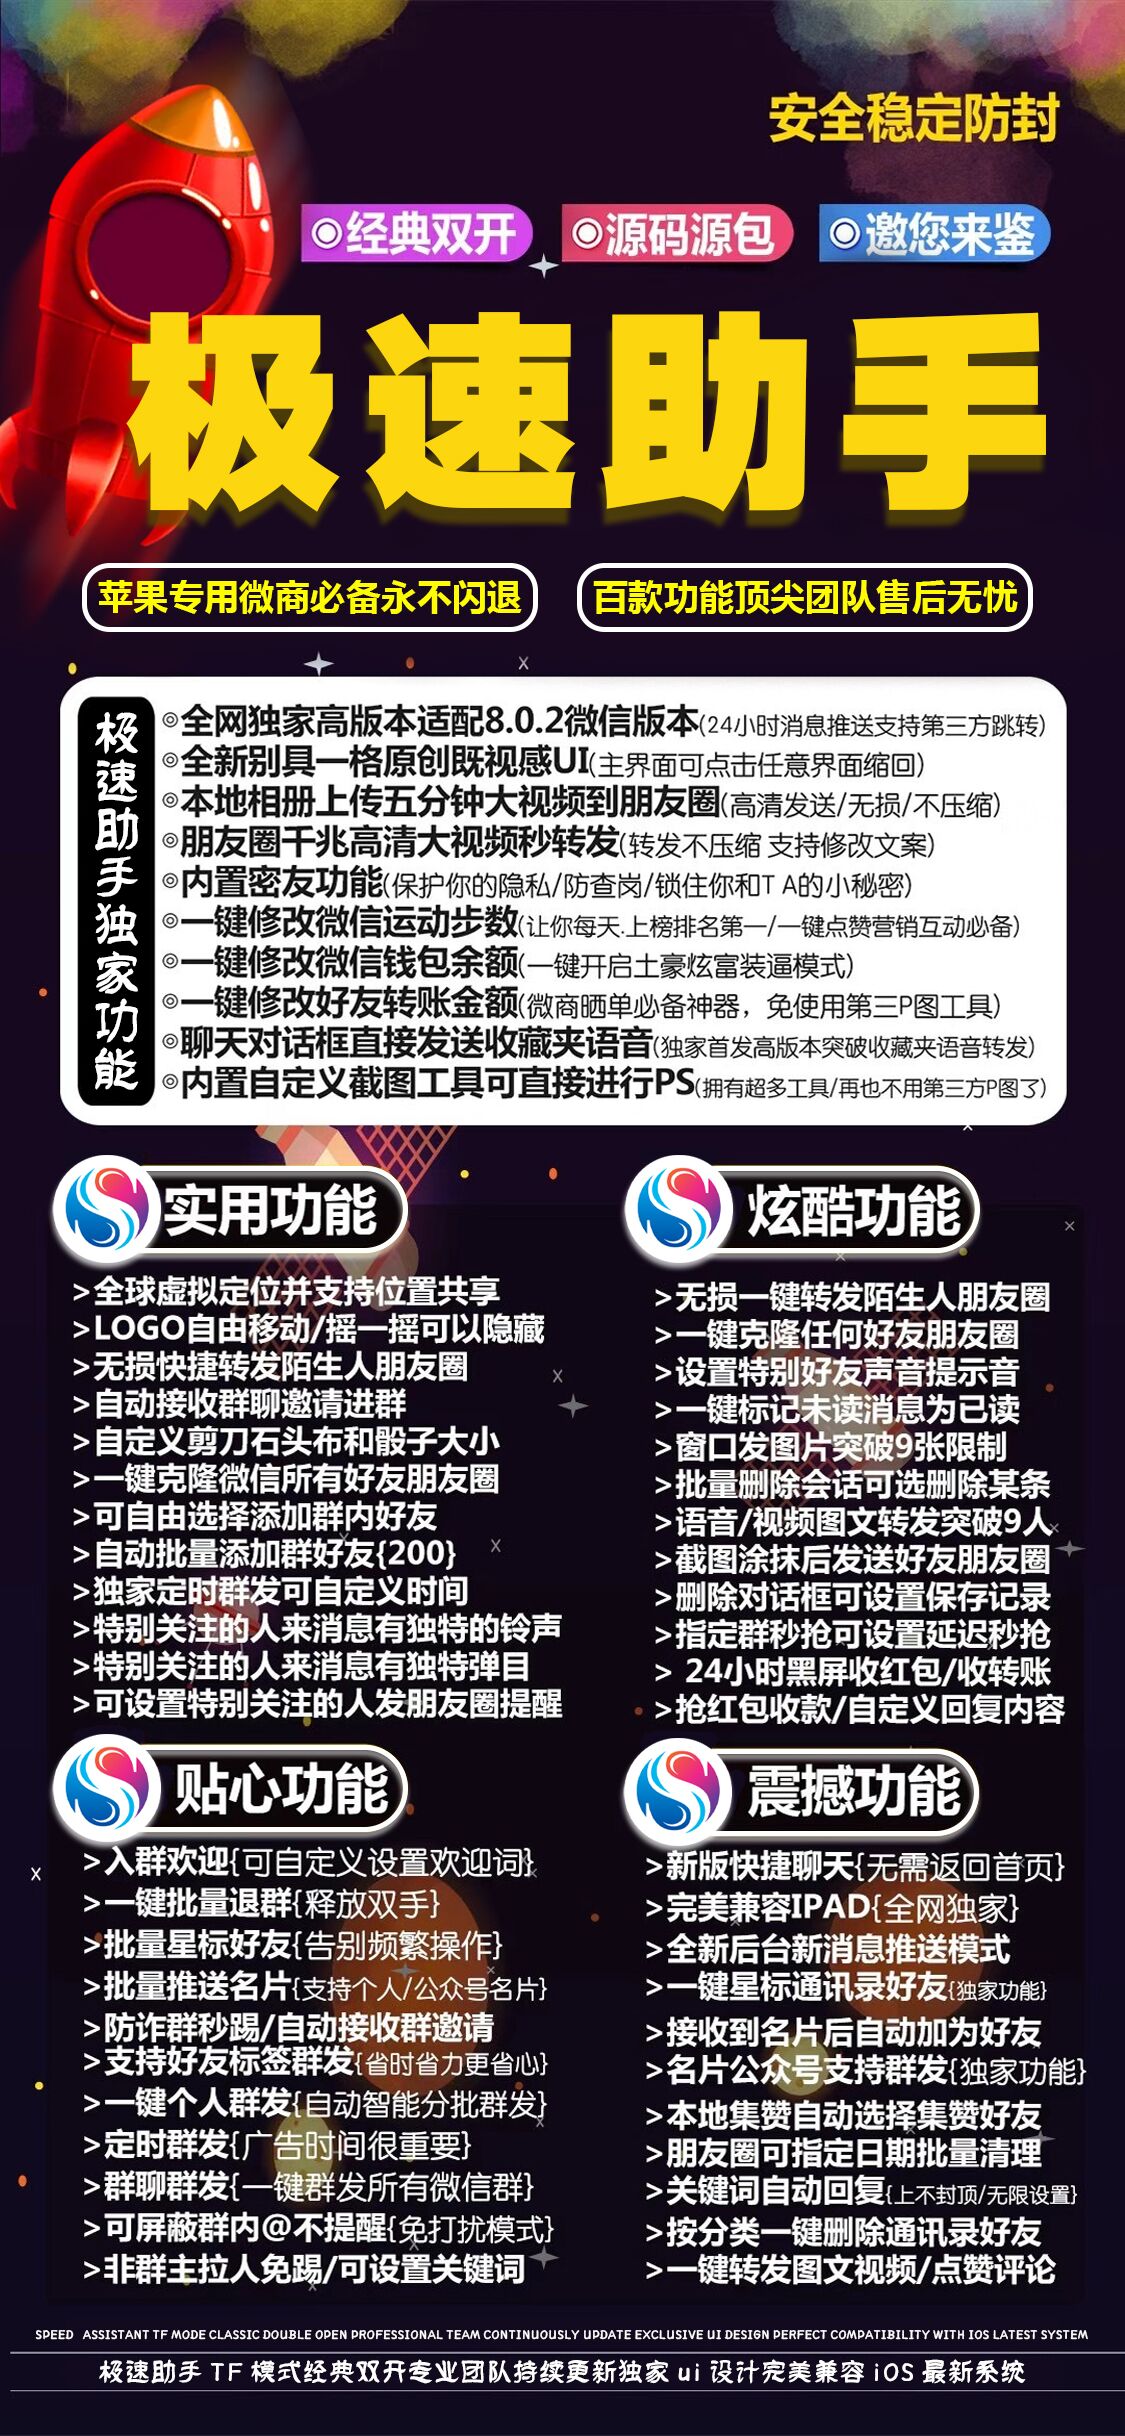 安全稳定防封
经典双开 源码源包 邀您来鉴
极速助手
苹果专用微商必备永不闪退 百款功能顶尖团队售后无忧
极速助手独家功能
◎全网独家高版本适配8.0.2微信版本(24小时消息推送支持第三方跳转)
◎全新别具一格原创既视感UI(主界面可点击任意界面缩回)
◎本地相册上传五分钟大视频到朋友圈(高清发送/无损/不压缩)
◎朋友圈千兆高清大视频秒转发(转发不压缩 支持修改文案)
◎内置密友功能(保护你的隐私/防查岗/锁住你和T A的小秘密)
◎一键修改微信运动步数(让你每天.上榜排名第一/一键点赞营销互动必备)
◎一键修改微信钱包余额(一键开启土豪炫富装逼模式)
◎一键修改好友转账金额(微商晒单必备神器，免使用第三P图工具)
◎聊天对话框直接发送收藏夹语音(独家首发高版本突破收藏夹语音转发)
◎内置自定义截图工具可直接进行PS(拥有超多工具/再也不用第三方P图了)
实用功能
>全球虚拟定位并支持位置共享
>LOGO自由移动/摇一摇可以隐藏
>无损快捷转发陌生人朋友圈
>自动接收群聊邀请进群
>自定义剪刀石头布和骰子大小
>一键克隆微信所有好友朋友圈
>可自由选择添加群内好友
>自动批量添加群好友{200}
>独家定时群发可自定义时间
>特别关注的人来消息有独特的铃声
>特别关注的人来消息有独特弹目
>可设置特别关注的人发朋友圈提醒
炫酷功能
>无损一键转发陌生人朋友圈
>一键克隆任何好友朋友圈
>设置特别好友声音提示音
>一键标记未读消息为已读
>窗口发图片突破9张限制
>批量删除会话可选删除某条
>语音/视频图文转发突破9人
>截图涂抹后发送好友朋友圈
>删除对话框可设置保存记录
>指定群秒抢可设置延迟秒抢
> 24小时黑屏收红包/收转账
>抢红包收款/自定义回复内容
贴心功能
>入群欢迎{可自定义设置欢迎词}
>一键批量退群{释放双手}
>批量星标好友{告别频繁操作}
>批量推送名片{支持个人/公众号名片}
>防诈群秒踢/自动接收群邀请
>支持好友标签群发{省时省力更省心}
>一键个人群发{自动智能分批群发}
>定时群发{广告时间很重要}
>群聊群发{一键群发所有微信群}
>可屏蔽群内@不提醒{免打扰模式}
>非群主拉人免踢/可设置关键词
震撼功能
>新版快捷聊天{无需返回首页}
>完美兼容IPAD{全网独家}
>全新后台新消息推送模式
>一键星标通讯录好友{独家功能}
>接收到名片后自动加为好友
>名片公众号支持群发{独家功能}
>本地集赞自动选择集赞好友
>朋友圈可指定日期批量清理
>关键词自动回复{上不封顶/无限设置}
>按分类一键删除通讯录好友
>一键转发图文视频/点赞评论
SPEED ASSISTANT TF MODE CLASSIC DOUBLE OPEN PROFESSIONAL TEAM CONTINUOUSLY UPDATE EXCLUSIVE UI DESIGN PERFECT COMPATIBILITY WITH IOS LATEST SYSTEM
极速助手 TF 模式经典双开专业团队持续更新独家 ui 设计完美兼容 iOS 最新系统